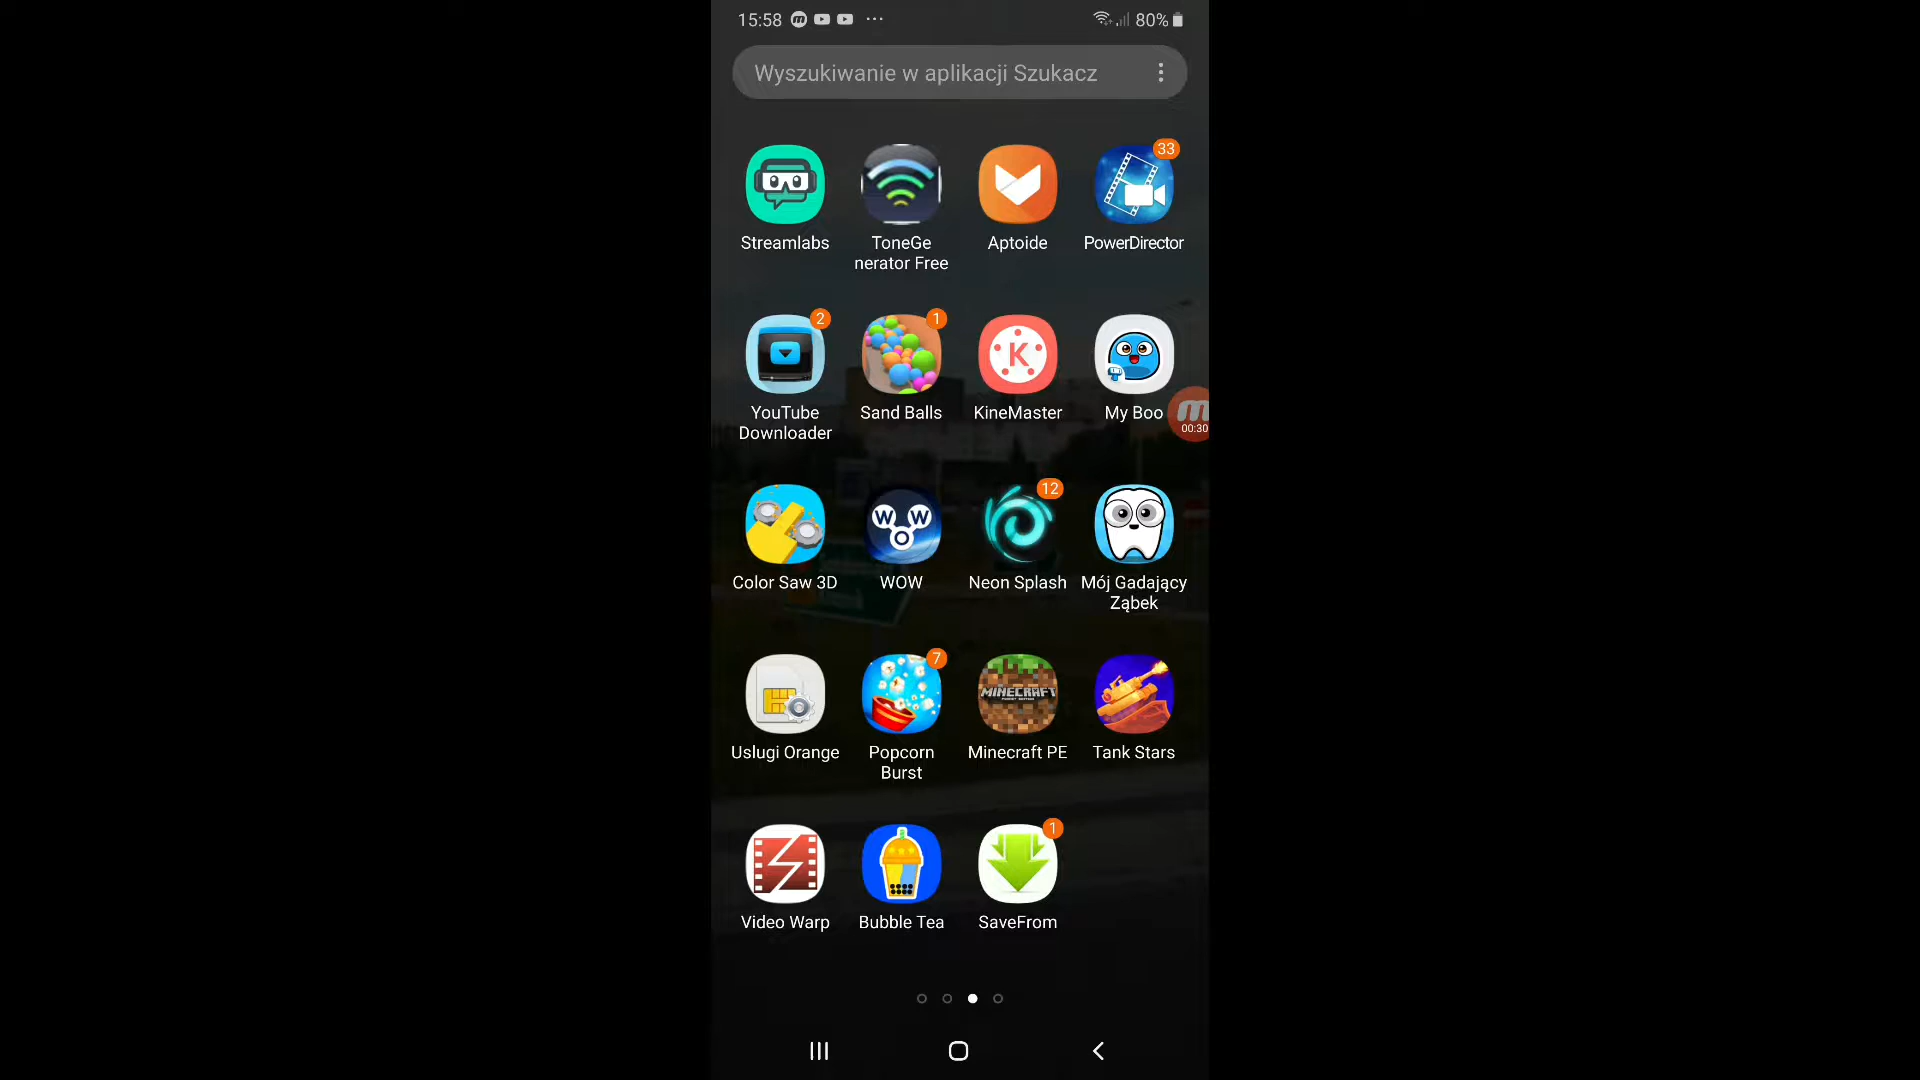 15:58
80%
Wyszukiwanie w aplikacji Szukacz
33
Streamlabs
ToneGe
nerator Free
Aptoide
PowerDirector
2
1
K
YouTube
Downloader
Sand Balls
KineMaster
My Boo
00:30
12
W W
O
Color Saw 3D
WOW
Neon Splash
Mój Gadający
Ząbek
7
MINECRAFT
Uslugi Orange
Popcorn
Burst
Minecraft PE
Tank Stars
1
Video Warp
Bubble Tea
SaveFrom